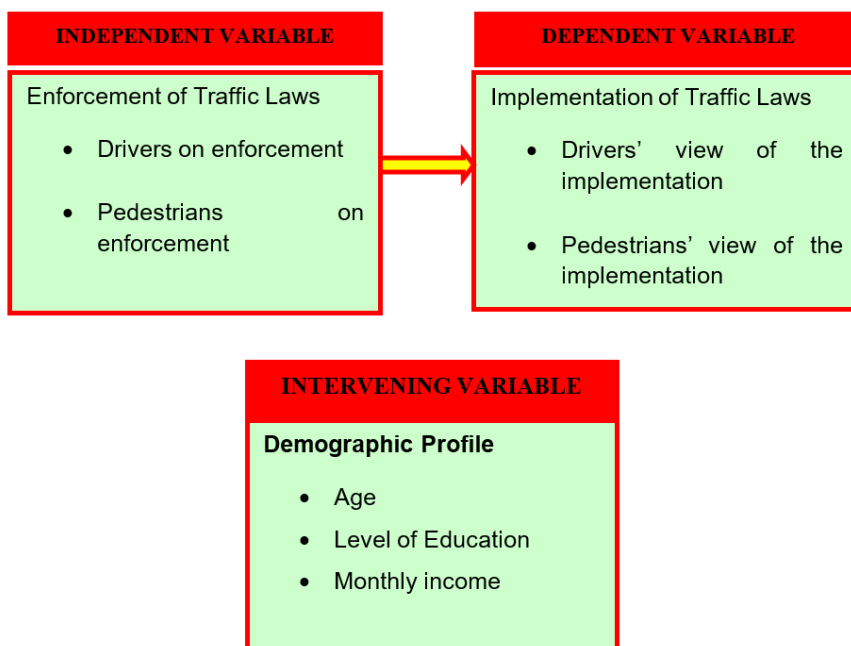 INDEPENDENT VARIABLE
Enforcement of Traffic Laws
• Drivers on enforcement
• Pedestrians on
enforcement
DEPENDENT VARIABLE
Implementation of Traffic Laws
• Drivers’ view of the
implementation
• Pedestrians’ view of the
implementation
INTERVENING VARIABLE
Demographic Profile
• Age
• Level of Education
• Monthly income